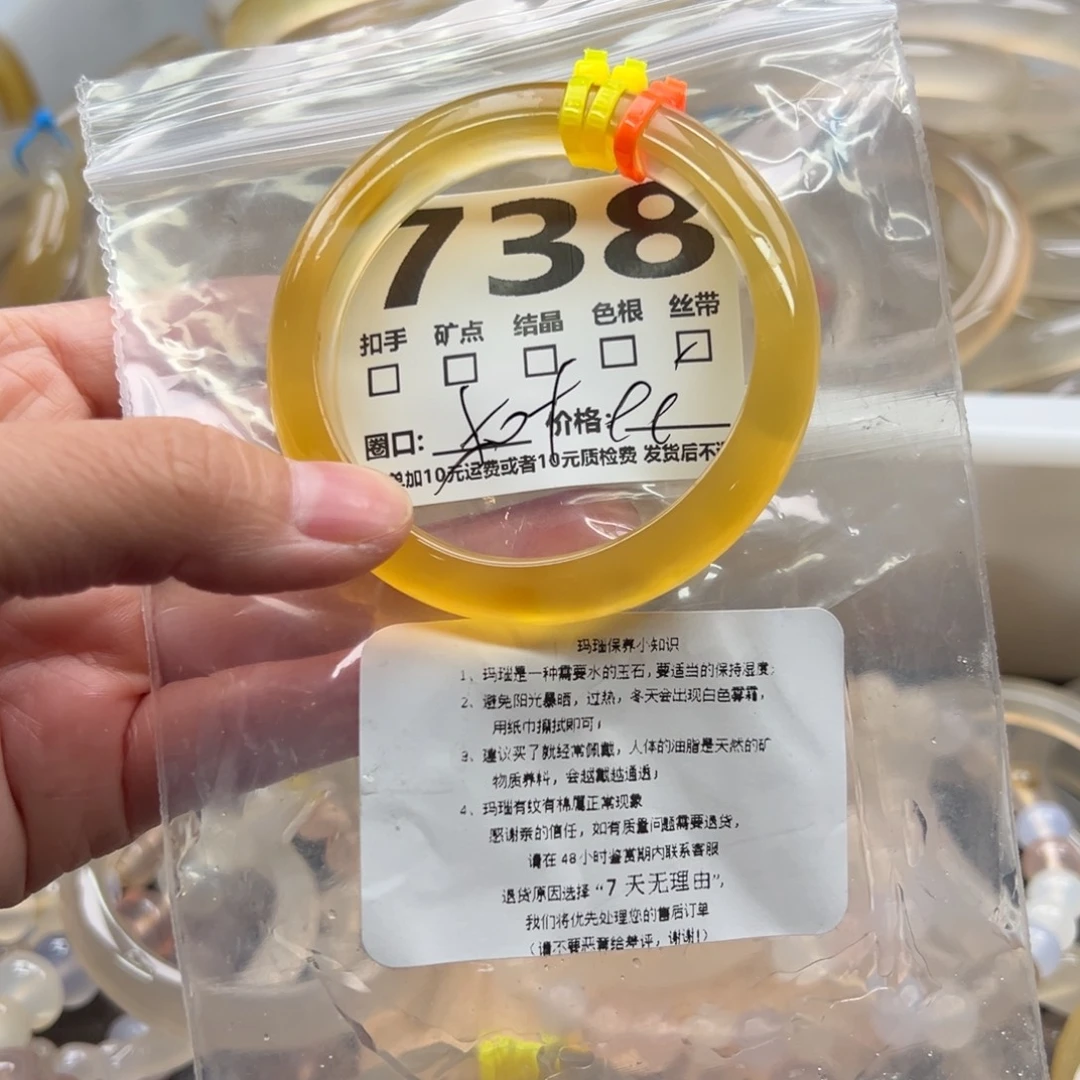 738
扣手 矿点 结晶 色根 丝带
圈口: 价格:
单加10元运费或者10元质检费 发货后不
玛瑙保养小知识
1、玛瑙是一种需要水的玉石,要适当的保持湿度;
2、避免阳光暴晒,过热,冬天会出现白色雾霜,
用纸巾擦拭即可;
3、建议买了就经常佩戴,人体的油脂是天然的矿
物质养料,会越戴越通透;
4、玛瑙有纹有棉属正常现象
感谢亲的信任,如有质量问题需要退货,
请在48小时鉴赏期内联系客服
退货原因选择“7天无理由”,
我们将优先处理您的售后订单
(请不要恶意给差评,谢谢!)